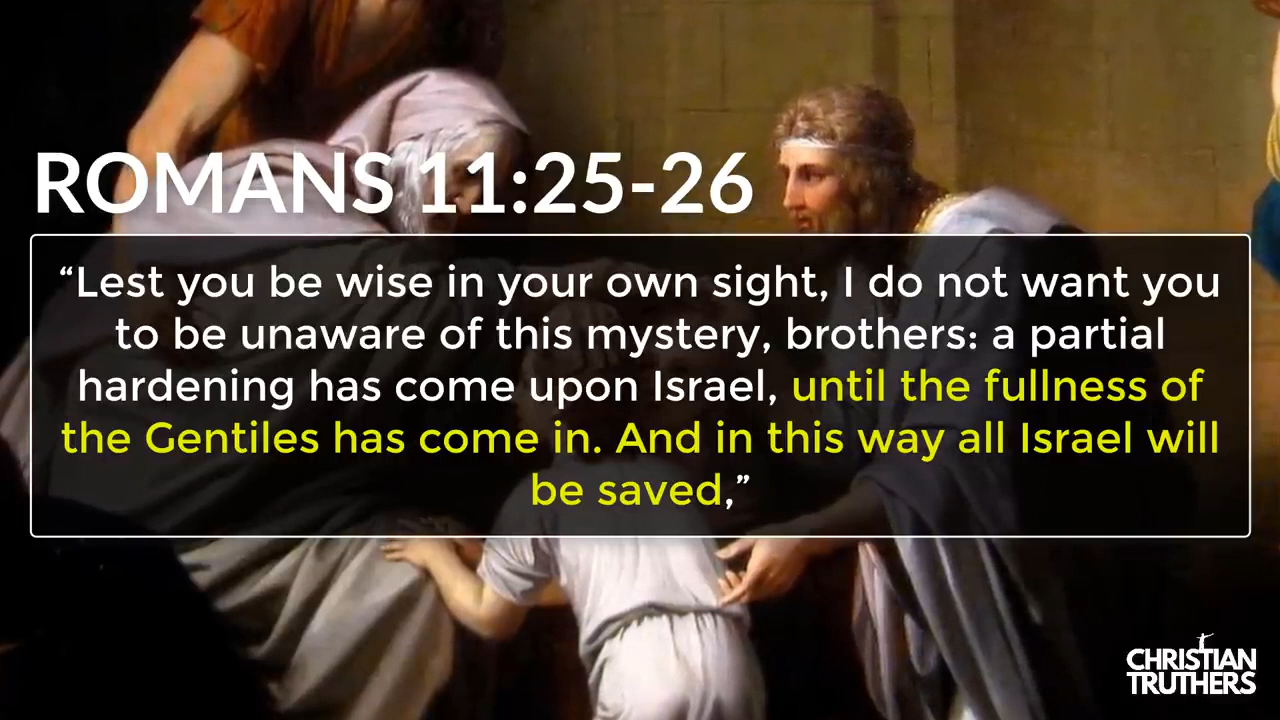 ROMANS 11:25-26
“Lest you be wise in your own sight, I do not want you
to be unaware of this mystery, brothers: a partial
hardening has come upon Israel, until the fullness of
the Gentiles has come in. And in this way all Israel will
be saved,”
CHRISTIAN
TRUTHERS